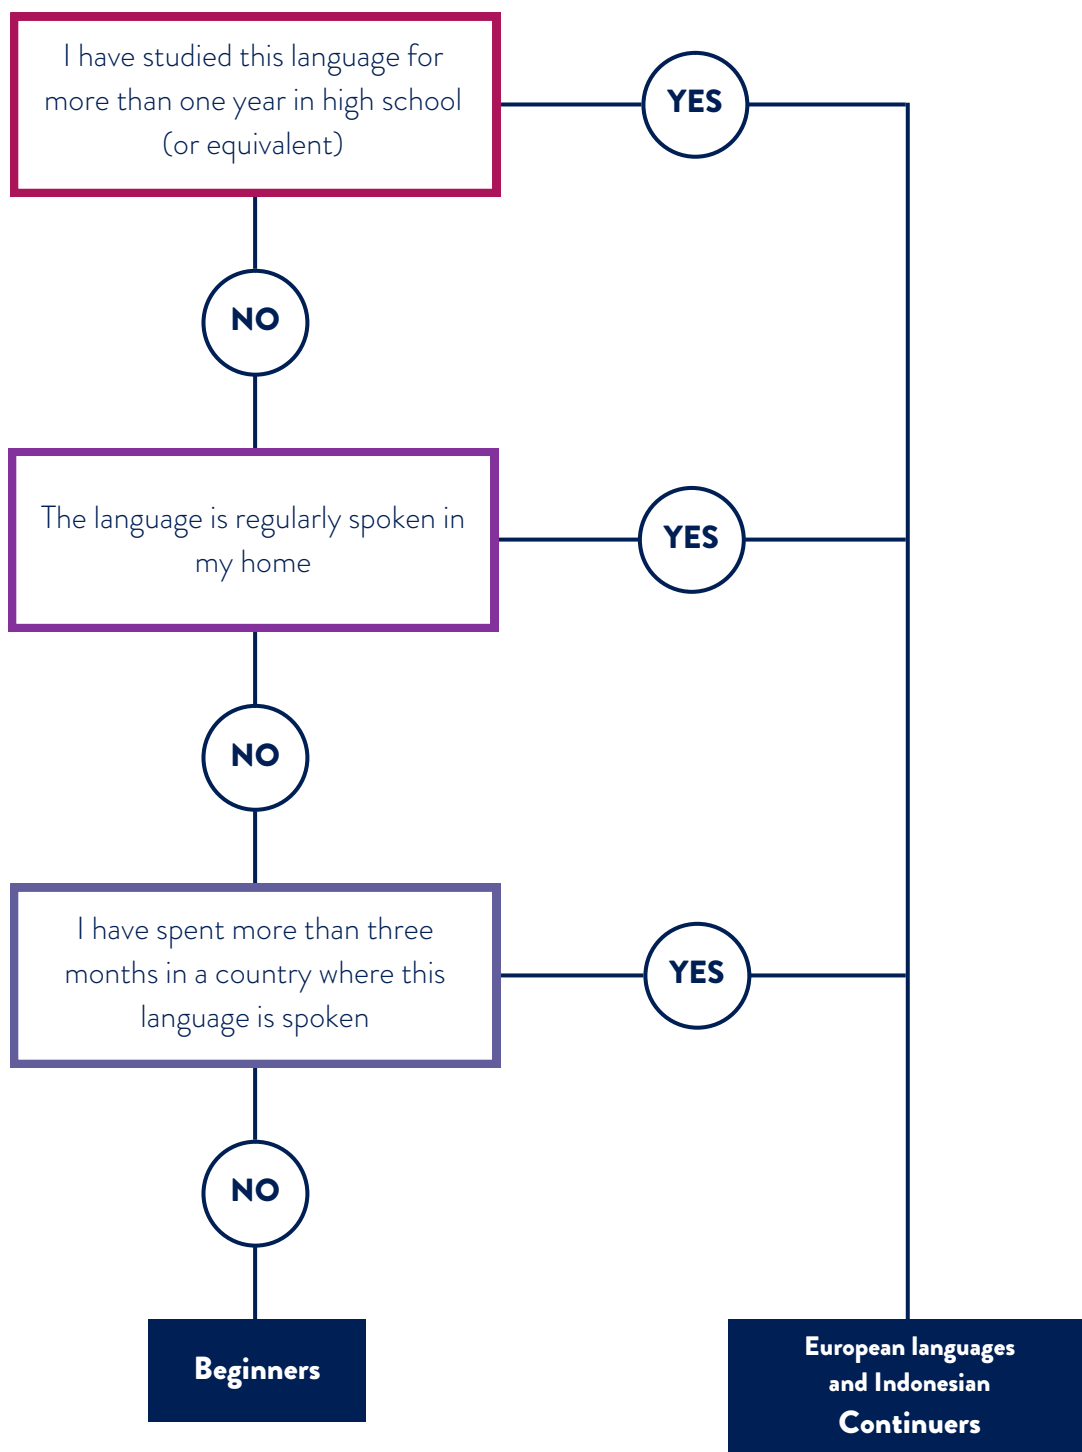 I have studied this language for
more than one year in high school
(or equivalent)
YES
NO
The language is regularly spoken in
my home
YES
NO
I have spent more than three
months in a country where this
language is spoken
YES
NO
Beginners
European languages
and Indonesian
Continuers